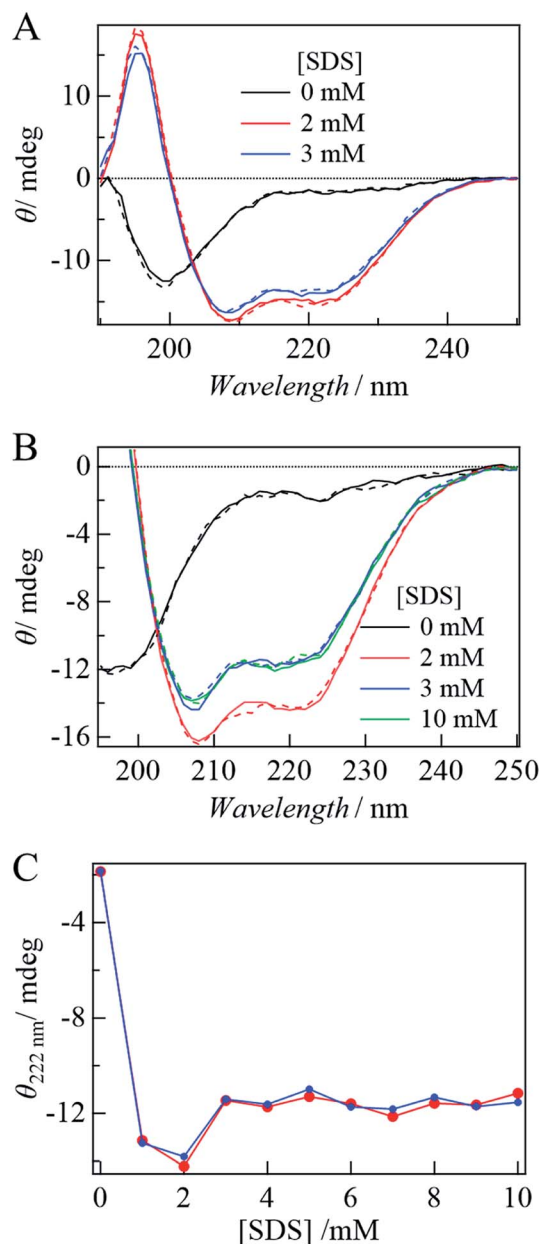 A
[SDS]
0 mM
2 mM
3 mM
10
0
-10
θ/ mdeg
200
220
240
Wavelength / nm
B
0
-4
-8
-12
-16
θ/ mdeg
[SDS]
0 mM
2 mM
3 mM
10 mM
200
210
220
230
240
250
Wavelength / nm
C
-4
-8
-12
θ222 nm/ mdeg
0
2
4
6
8
10
[SDS] /mM